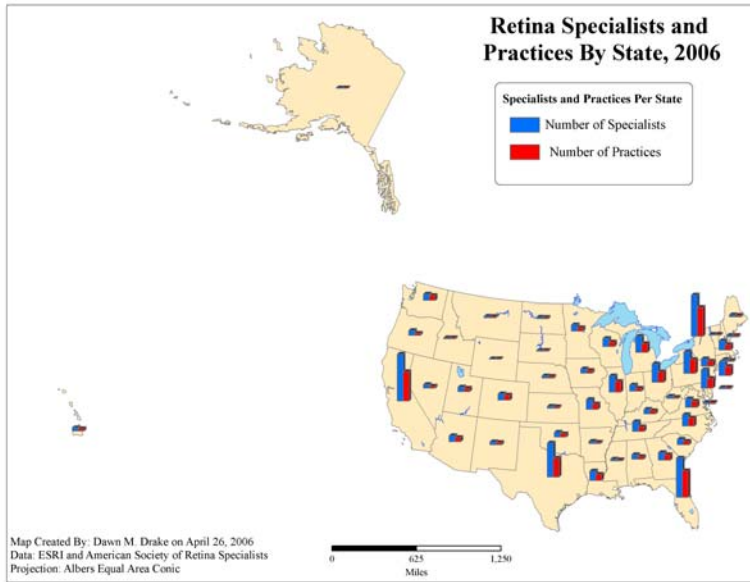 Retina Specialists and
Practices By State, 2006
Specialists and Practices Per State
Number of Specialists
Number of Practices
Map Created By: Dawn M. Drake on April 26, 2006
Data: ESRI and American Society of Retina Specialists
Projection: Albers Equal Area Conic
0 625 1,250
Miles